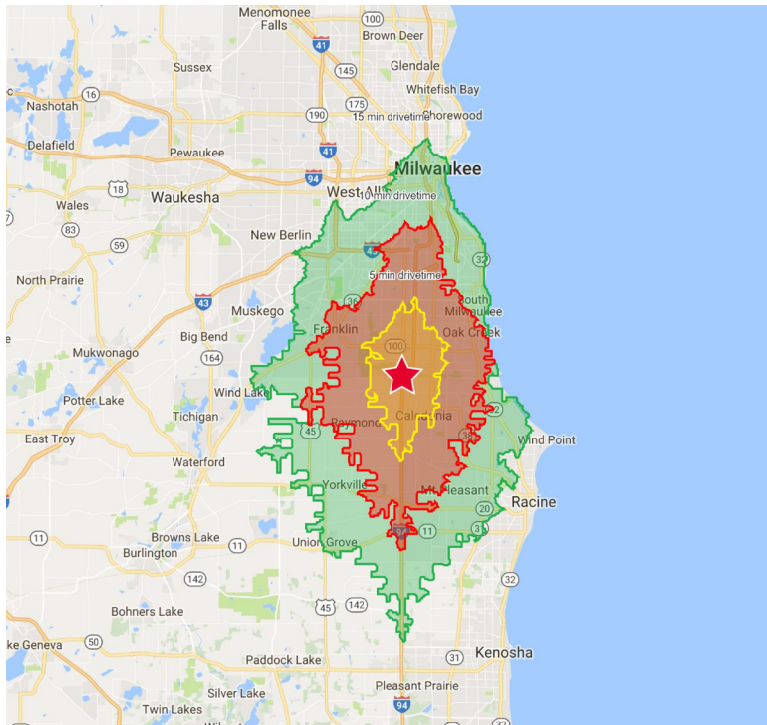 Menomonee
Falls
100
Brown Deer
41
Glendale
Sussex
145
Whitefish Bay
16
Nashotah
175
190
15 min drivetime
Shorewood
Delafield
Pewaukee
41
94
Milwaukee
18
West Allis
10 min drivetime
Waukesha
Wales
83
New Berlin
59
32
5 min drivetime
North Prairie
43
36
South
Milwaukee
Muskego
Franklin
Oak Creek
Big Bend
100
Mukwonago
164
Wind Lake
Potter Lake
Tichigan
Raymond
Caledonia
45
38
East Troy
Wind Point
Waterford
Yorkville
Mt Pleasant
Racine
20
11
Browns Lake
11
Union Grove
94
11
31
Burlington
142
32
45
142
Bohners Lake
50
Kenosha
31
Paddock Lake
Silver Lake
Pleasant Prairie
Twin Lakes
94